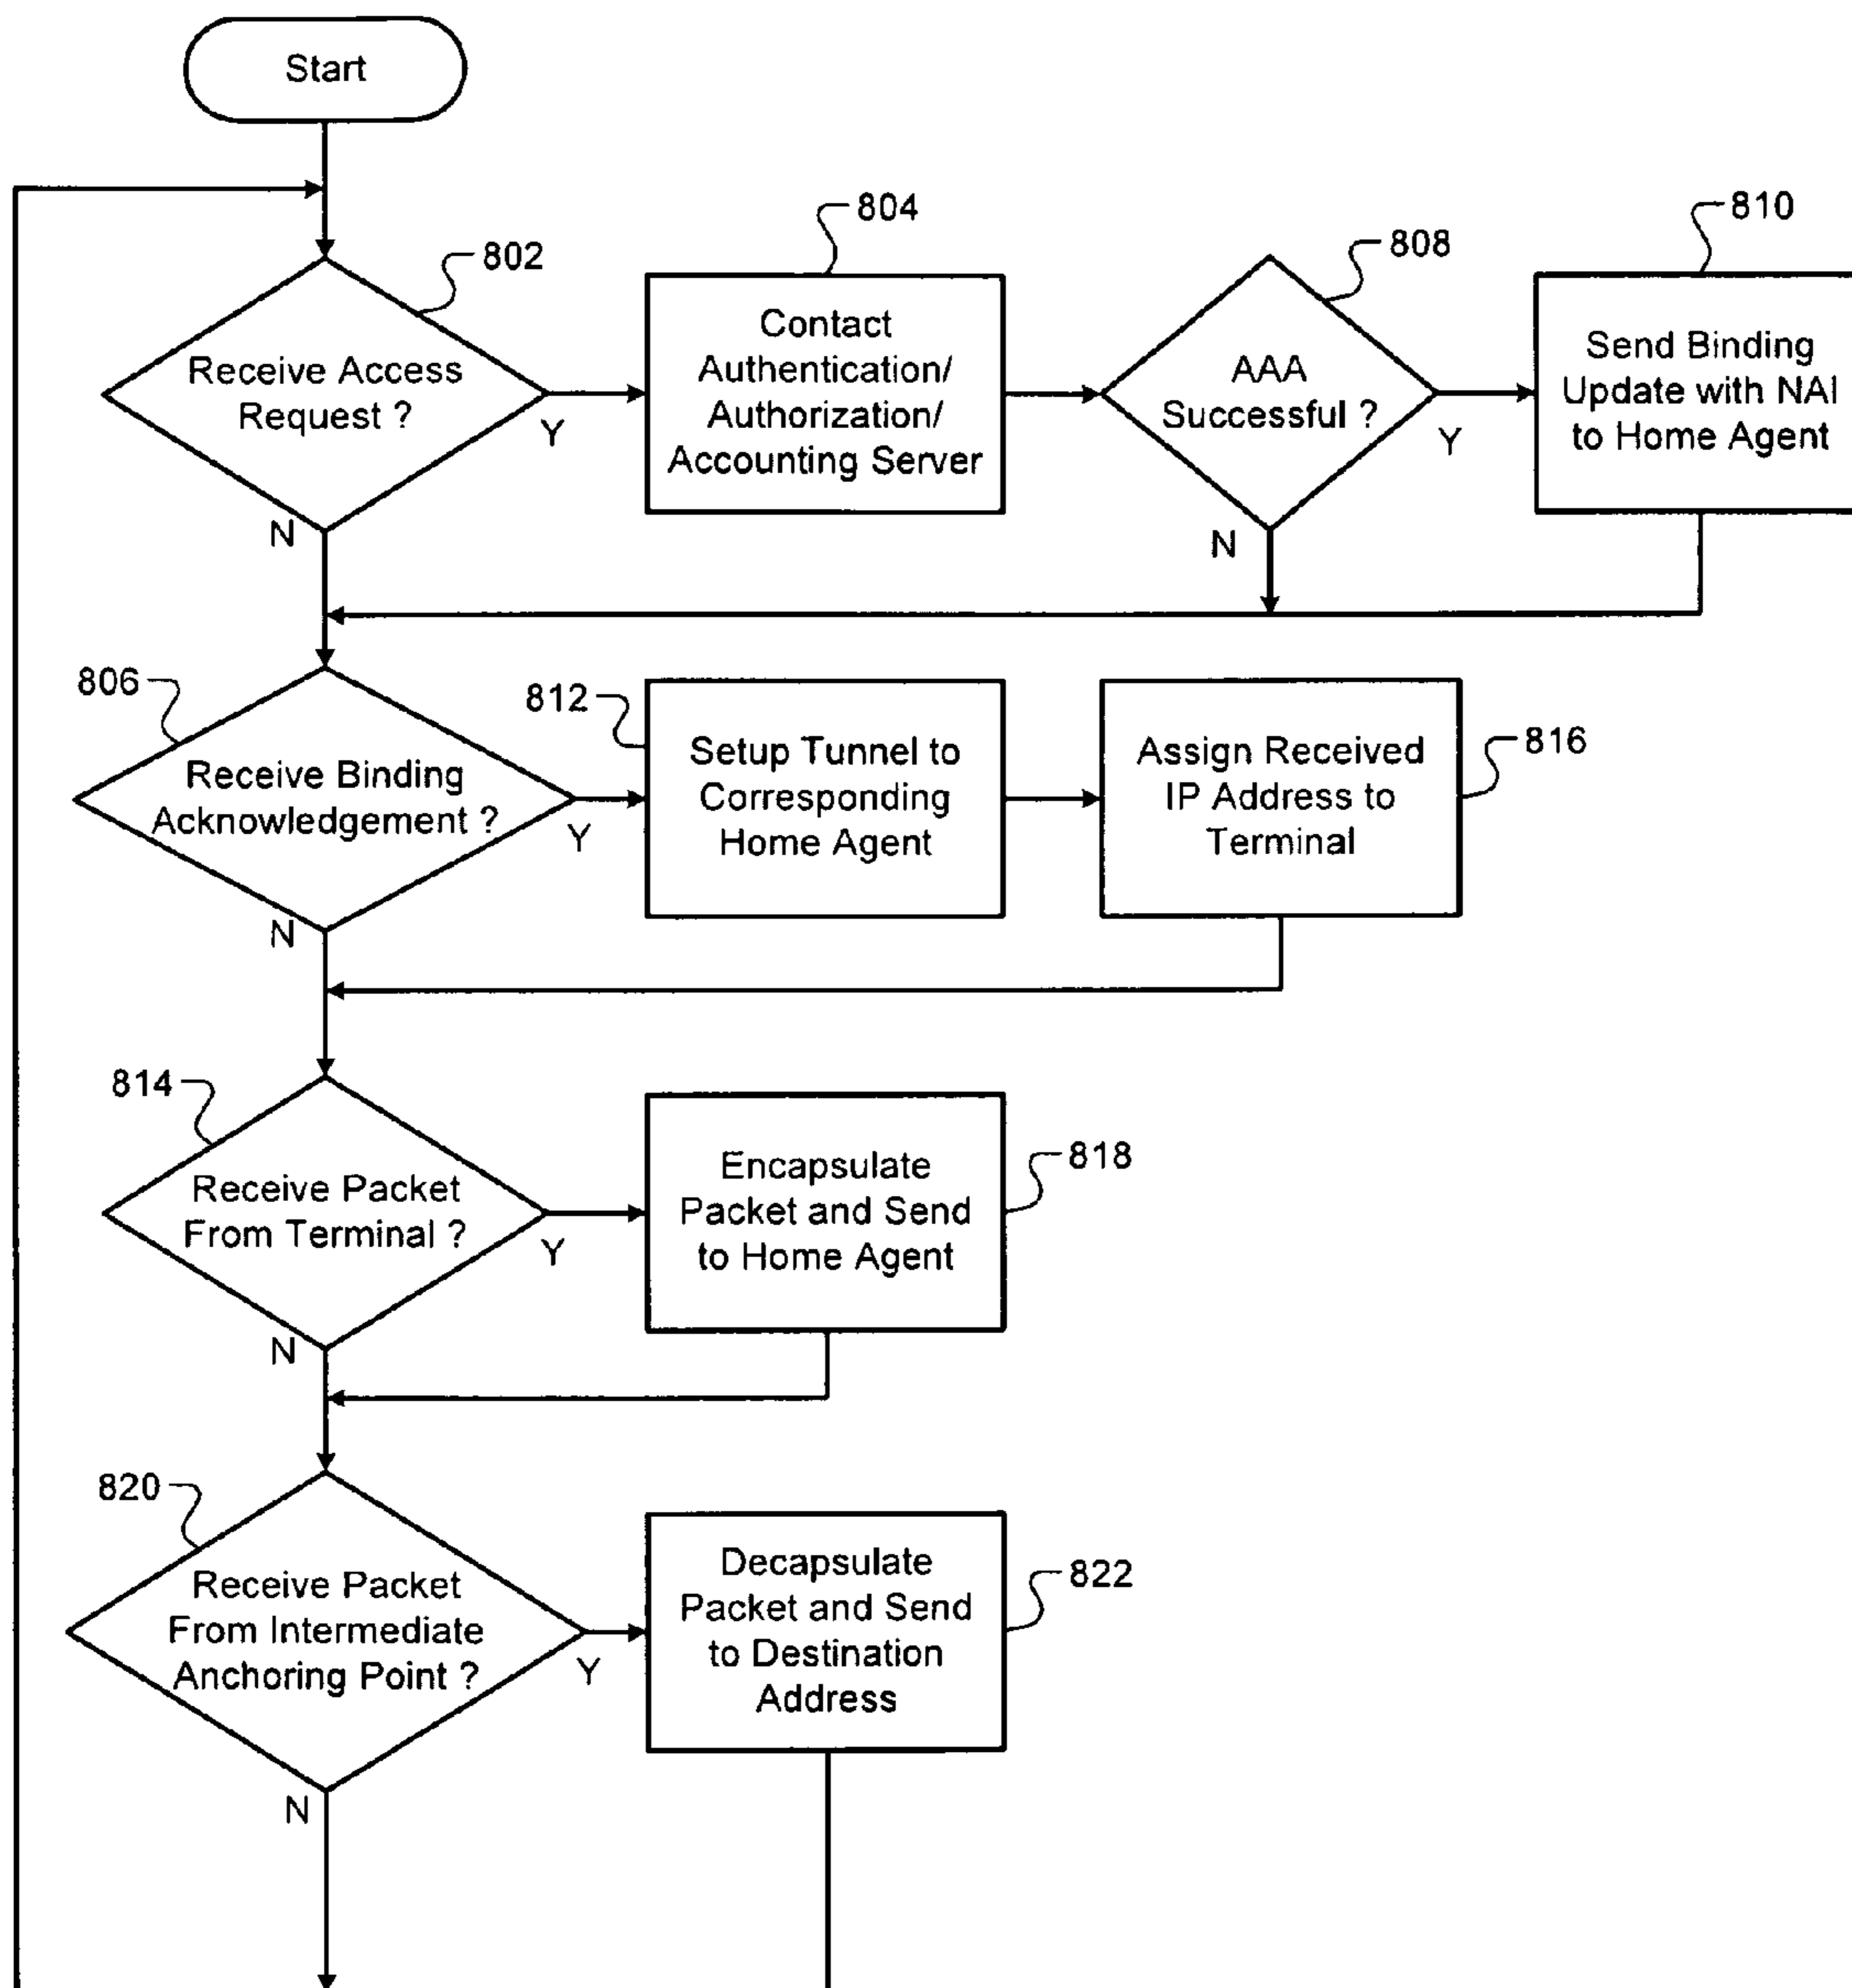 Start
802
Receive Access
Request ?
Y
N
804
Contact
Authentication/
Authorization/
Accounting Server
808
AAA
Successful ?
Y
N
810
Send Binding
Update with NAI
to Home Agent
806
Receive Binding
Acknowledgement ?
Y
N
812
Setup Tunnel to
Corresponding
Home Agent
816
Assign Received
IP Address to
Terminal
814
Receive Packet
From Terminal ?
Y
N
818
Encapsulate
Packet and Send
to Home Agent
820
Receive Packet
From Intermediate
Anchoring Point ?
Y
N
822
Decapsulate
Packet and Send
to Destination
Address